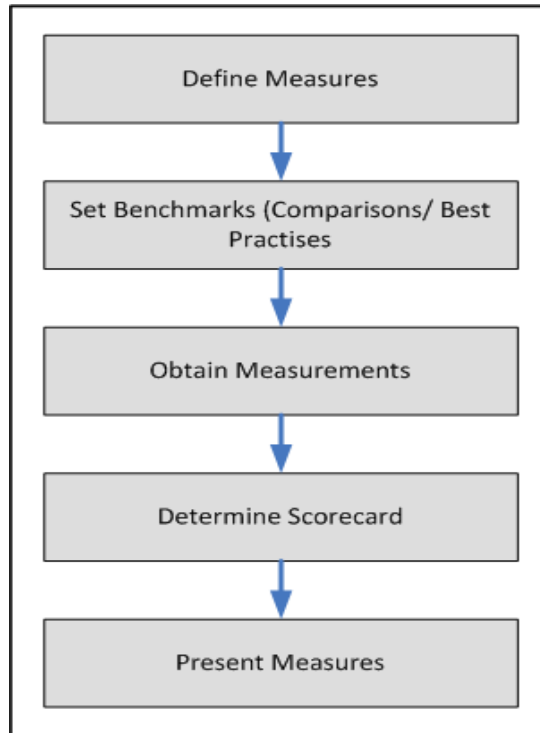 Define Measures
Set Benchmarks (Comparisons/ Best
Practises
Obtain Measurements
Determine Scorecard
Present Measures